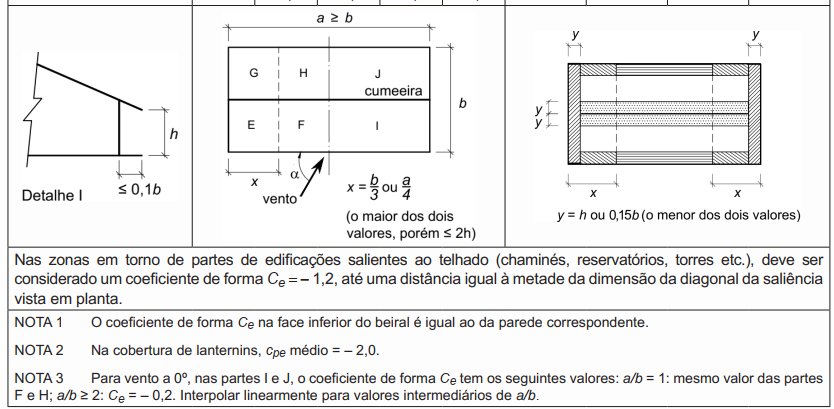 a ≥ b
y y
G H J
cumeeira
b
h
E F I
y
y
α
x
x = b/3 ou a/4
x x
Detalhe I
≤ 0,1b
vento
(o maior dos dois
valores, porém ≤ 2h)
y = h ou 0,15b (o menor dos dois valores)
Nas zonas em torno de partes de edificações salientes ao telhado (chaminés, reservatórios, torres etc.), deve ser
considerado um coeficiente de forma Ce = – 1,2, até uma distância igual à metade da dimensão da diagonal da saliência
vista em planta.
NOTA 1 O coeficiente de forma Ce na face inferior do beiral é igual ao da parede correspondente.
NOTA 2 Na cobertura de lanternins, cpe médio = – 2,0.
NOTA 3 Para vento a 0º, nas partes I e J, o coeficiente de forma Ce tem os seguintes valores: a/b = 1: mesmo valor das partes
F e H; a/b ≥ 2: Ce = – 0,2. Interpolar linearmente para valores intermediários de a/b.